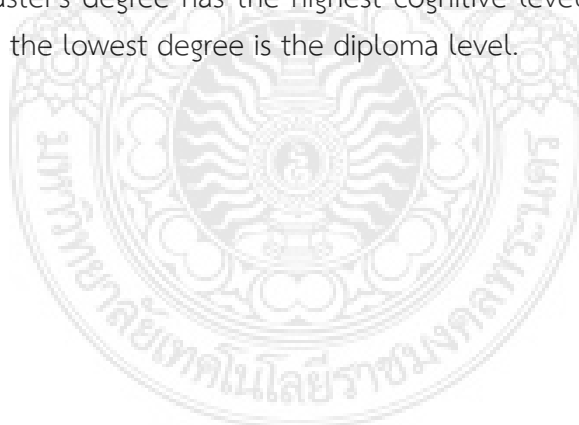 aster's degree has the highest cognitive level
the lowest degree is the diploma level.
มหาวิทยาลัยเทคโนโลยีราชมงคลพระนคร